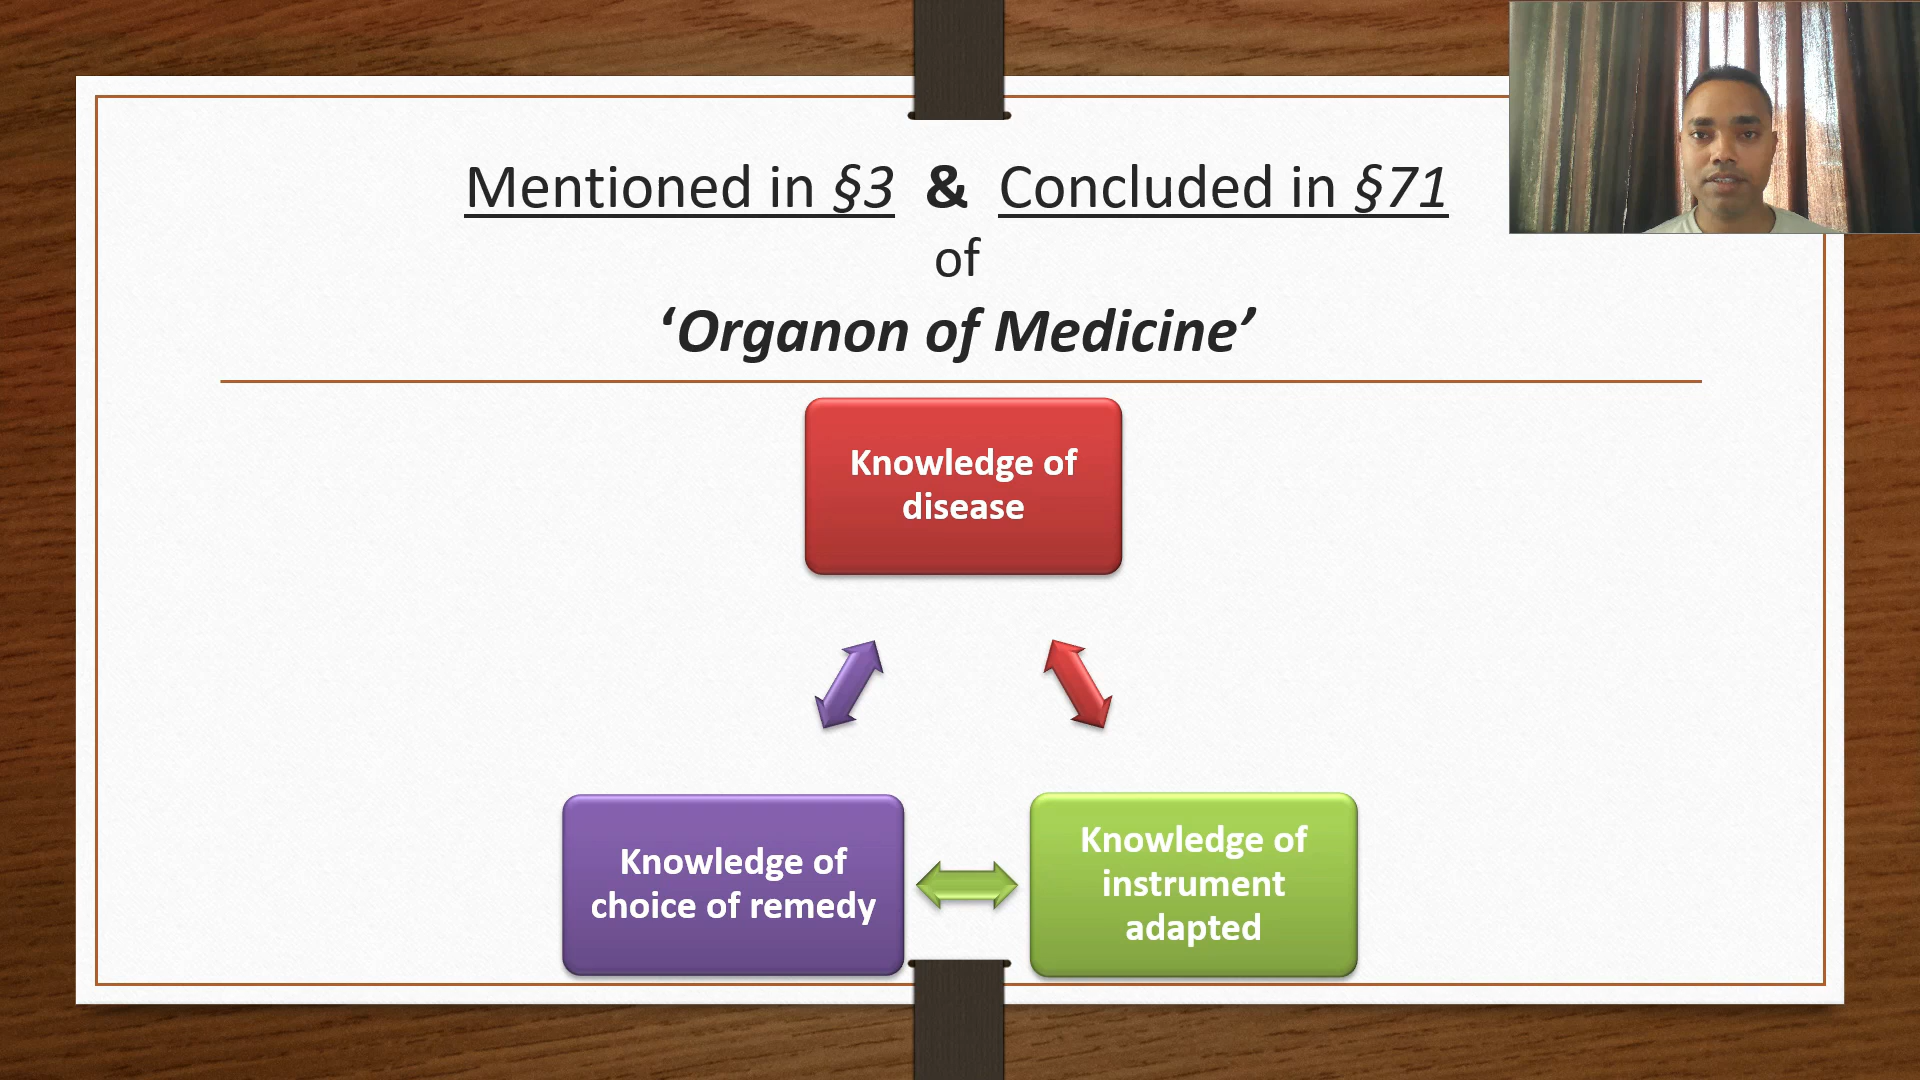 Mentioned in §3 & Concluded in §71
of
‘Organon of Medicine’
Knowledge of
disease
Knowledge of
choice of remedy
Knowledge of
instrument
adapted